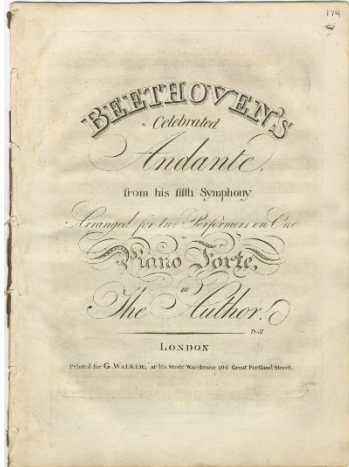 BEETHOVEN'S
Celebrated
Andante.
from his fifth Symphony
Arranged for two Performers on One
Piano Forte,
BY
The Author.
LONDON
Printed for G. WALKER, at his Music Warehouse 106 Great Portland Street.